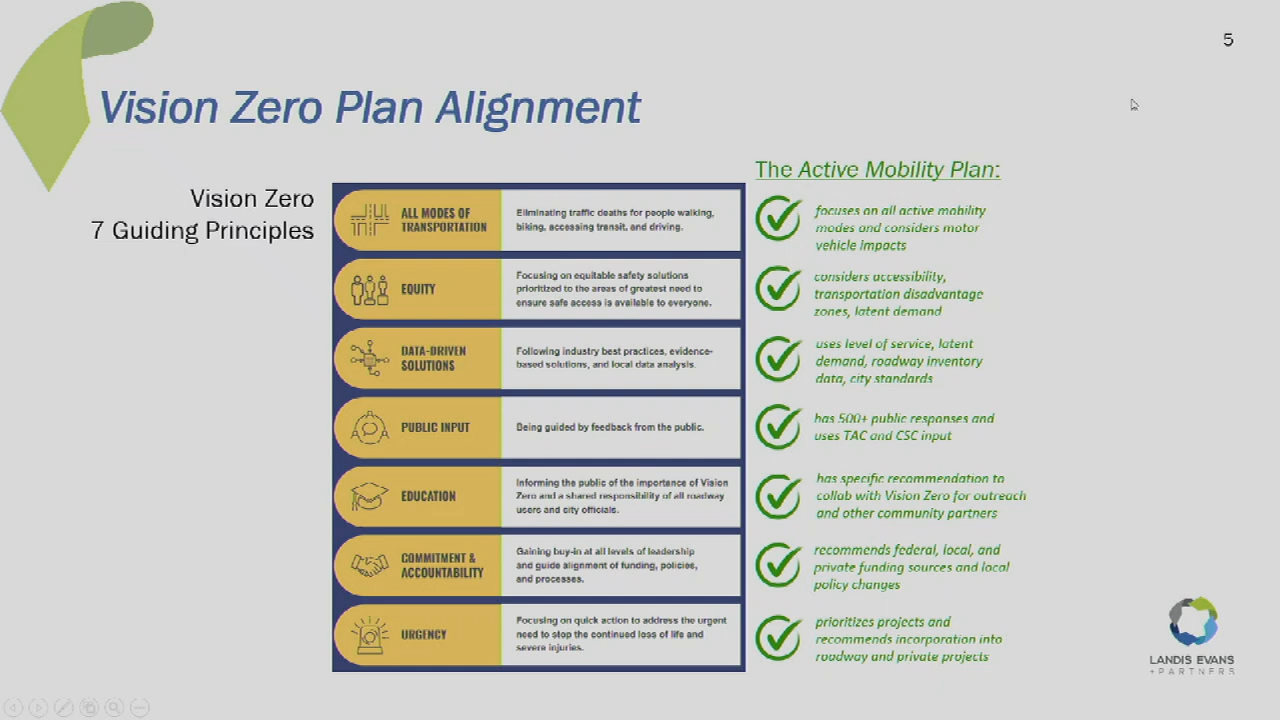 5
Vision Zero Plan Alignment
Vision Zero
7 Guiding Principles
The Active Mobility Plan:
ALL MODES OF
TRANSPORTATION
Eliminating traffic deaths for people walking,
biking, accessing transit, and driving.
focuses on all active mobility
modes and considers motor
vehicle impacts
EQUITY
Focusing on equitable safety solutions
prioritized to the areas of greatest need to
ensure safe access is available to everyone.
considers accessibility,
transportation disadvantage
zones, latent demand
DATA-DRIVEN
SOLUTIONS
Following industry best practices, evidence-
based solutions, and local data analysis.
uses level of service, latent
demand, roadway inventory
data, city standards
PUBLIC INPUT
Being guided by feedback from the public.
has 500+ public responses and
uses TAC and CSC input
EDUCATION
Informing the public of the importance of Vision
Zero and a shared responsibility of all roadway
users and city officials.
has specific recommendation to
collab with Vision Zero for outreach
and other community partners
COMMITMENT &
ACCOUNTABILITY
Gaining buy-in at all levels of leadership
and guide alignment of funding, policies,
and processes.
recommends federal, local, and
private funding sources and local
policy changes
URGENCY
Focusing on quick action to address the urgent
need to stop the continued loss of life and
severe injuries.
prioritizes projects and
recommends incorporation into
roadway and private projects
LANDIS EVANS
+PARTNERS